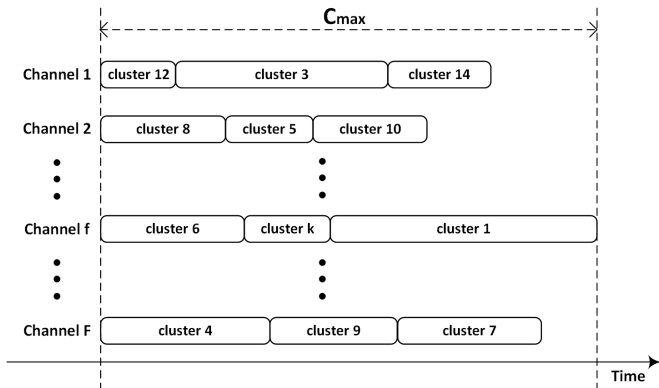 Cmax
Channel 1 cluster 12 cluster 3 cluster 14
Channel 2 cluster 8 cluster 5 cluster 10
Channel f cluster 6 cluster k cluster 1
Channel F cluster 4 cluster 9 cluster 7
Time